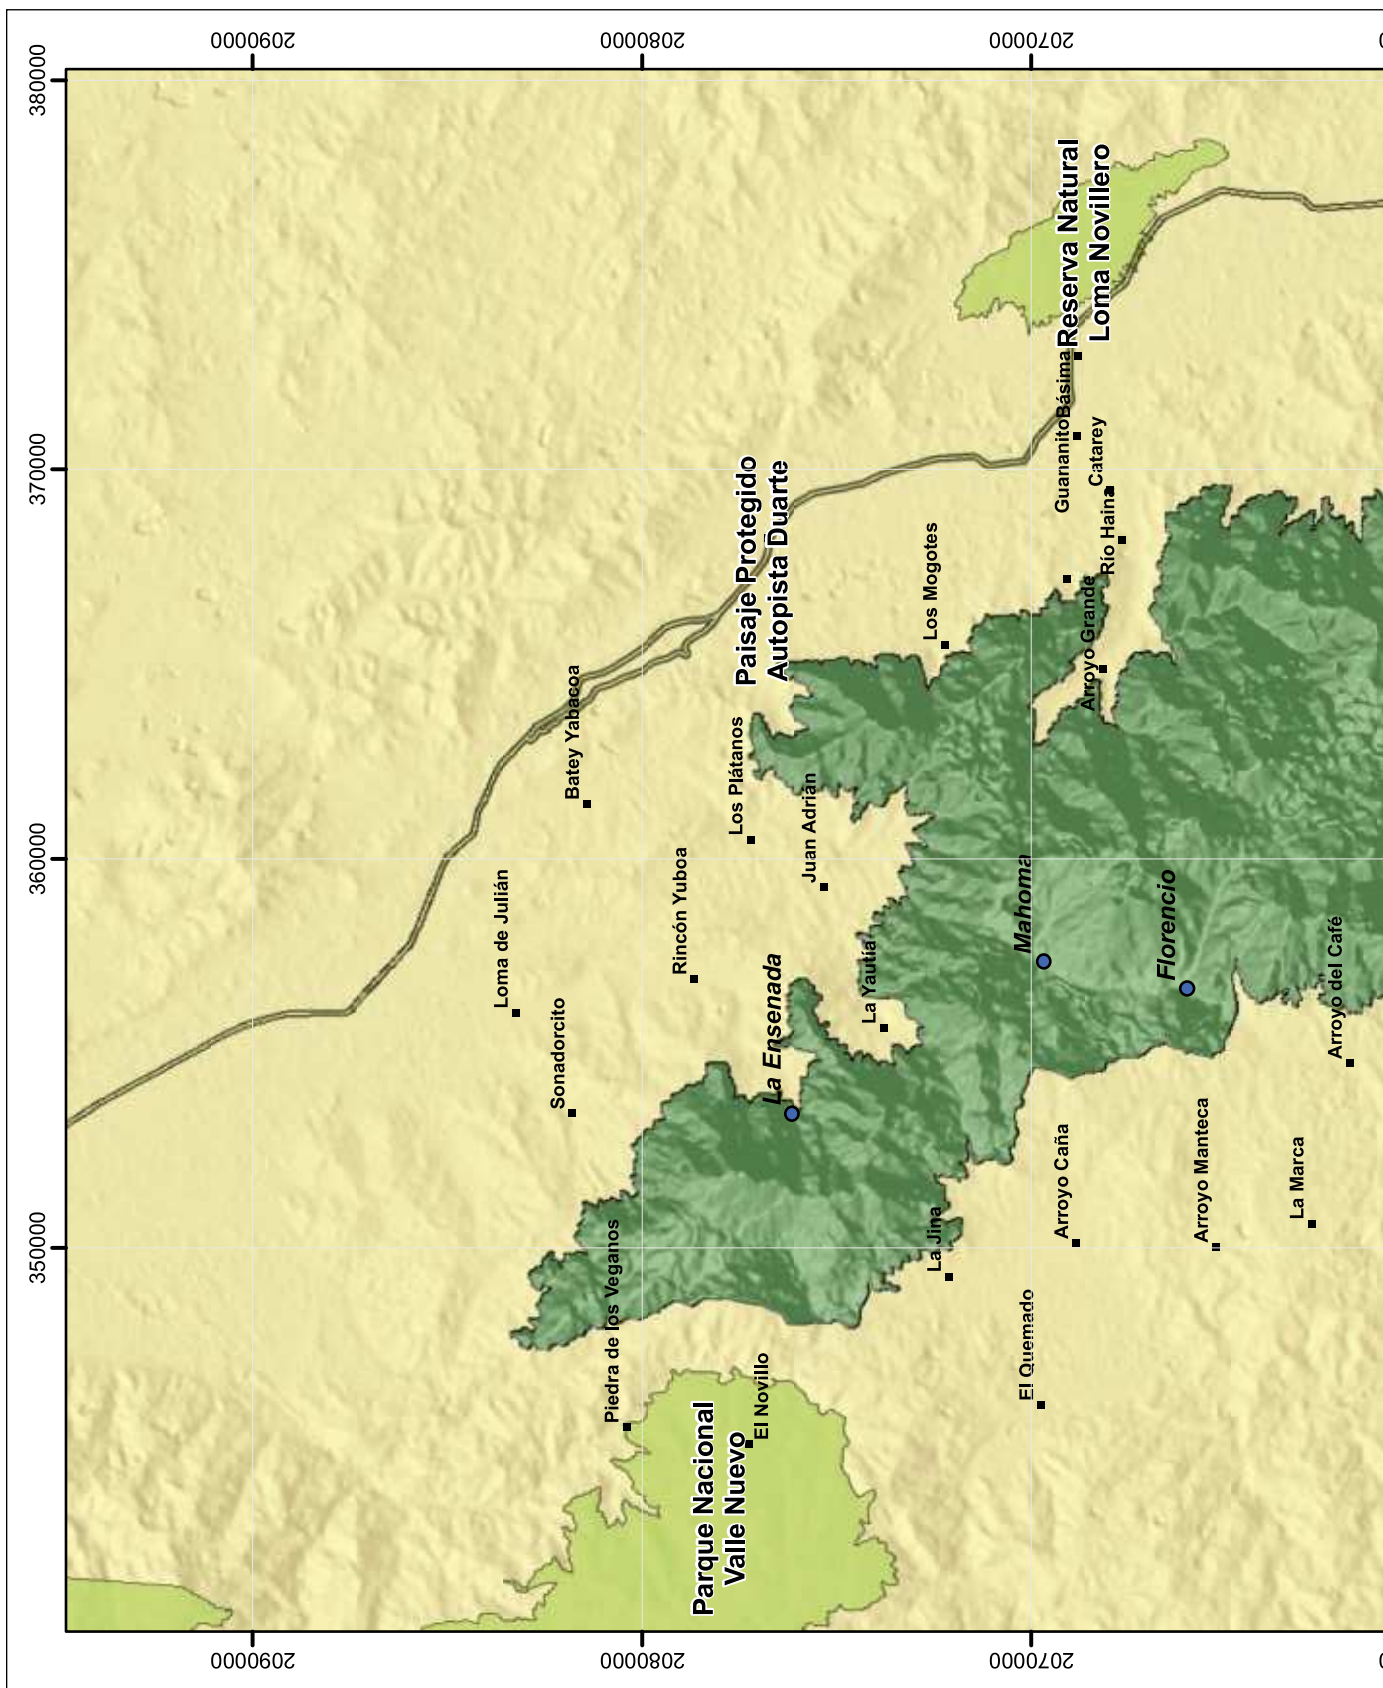 2090000
2080000
2070000
380000
370000
360000
350000
Reserva Natural
Loma Novillero
Básima
Guananito
Catarey
Río Haina
Arroyo Grande
Los Mogotes
Paisaje Protegido
Autopista Duarte
Batey Yabacoa
Los Plátanos
Juan Adrián
Rincón Yuboa
Loma de Julián
Sonadorcito
La Ensenada
La Yautía
Mahoma
Florencio
Arroyo del Café
Arroyo Caña
Arroyo Manteca
La Marca
La Jina
El Quemado
Piedra de los Veganos
El Novillo
Parque Nacional
Valle Nuevo
2090000
2080000
2070000